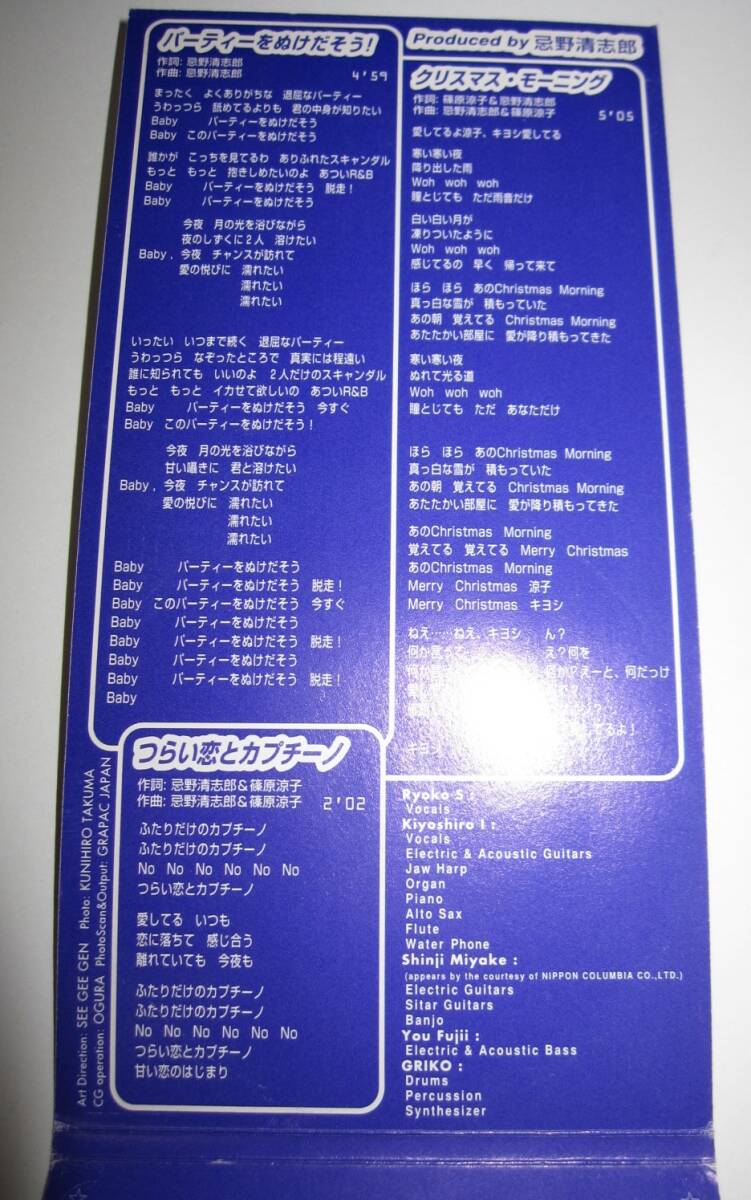 パーティーをぬけだそう！
作詞：忌野清志郎
作曲：忌野清志郎 4'59
まったく よくありがちな 退屈なパーティー
うわっつら 舐めてるよりも 君の中身が知りたい
Baby パーティーをぬけだそう
Baby このパーティーをぬけだそう
誰かが こっちを見てるわ ありふれたスキャンダル
もっと もっと 抱きしめたいのよ あついR&B
Baby パーティーをぬけだそう 脱走！
Baby パーティーをぬけだそう
今夜 月の光を浴びながら
夜のしずくに2人 溶けたい
Baby，今夜 チャンスが訪れて
愛の悦びに 濡れたい
濡れたい
濡れたい
いったい いつまで続く 退屈なパーティー
うわっつら なぞったところで 真実には程遠い
誰に知られても いいのよ 2人だけのスキャンダル
もっと もっと イカせて欲しいの あついR&B
Baby パーティーをぬけだそう 今すぐ
Baby このパーティーをぬけだそう！
今夜 月の光を浴びながら
甘い囁きに 君と溶けたい
Baby，今夜 チャンスが訪れて
愛の悦びに 濡れたい
濡れたい
濡れたい
Baby パーティーをぬけだそう
Baby パーティーをぬけだそう 脱走！
Baby このパーティーをぬけだそう 今すぐ
Baby パーティーをぬけだそう
Baby パーティーをぬけだそう 脱走！
Baby パーティーをぬけだそう
Baby パーティーをぬけだそう 脱走！
Baby
つらい恋とカプチーノ
作詞：忌野清志郎＆篠原涼子
作曲：忌野清志郎＆篠原涼子 2'02
ふたりだけのカプチーノ
ふたりだけのカプチーノ
No No No No No No
つらい恋とカプチーノ
愛してる いつも
恋に落ちて 感じ合う
離れていても 今夜も
ふたりだけのカプチーノ
ふたりだけのカプチーノ
No No No No No No
つらい恋とカプチーノ
甘い恋のはじまり
Art Direction: SEE GEE GEN Photo: KUNIHIRO TAKUMA
CG operation: OGURA PhotoScan&Output: GRAPAC JAPAN
Produced by 忌野清志郎
クリスマス・モーニング
作詞：篠原涼子＆忌野清志郎
作曲：忌野清志郎＆篠原涼子 5'05
愛してるよ涼子、キヨシ愛してる
寒い寒い夜
降り出した雨
Woh woh woh
瞳とじても ただ雨音だけ
白い白い月が
凍りついたように
Woh woh woh
感じてるの 早く 帰って来て
ほら ほら あのChristmas Morning
真っ白な雪が 積もっていた
あの朝 覚えてる Christmas Morning
あたたかい部屋に 愛が降り積もってきた
寒い寒い夜
ぬれて光る道
Woh woh woh
瞳とじても ただ あなただけ
ほら ほら あのChristmas Morning
真っ白な雪が 積もっていた
あの朝 覚えてる Christmas Morning
あたたかい部屋に 愛が降り積もってきた
あのChristmas Morning
覚えてる 覚えてる Merry Christmas
あのChristmas Morning
Merry Christmas 涼子
Merry Christmas キヨシ
ねえ……ねえ、キヨシ ん？
何か言って え？何を
何か 何か？えーと、何だっけ
？
てるよ」
キヨシ
Ryoko S :
Vocals
Kiyoshiro I :
Vocals
Electric & Acoustic Guitars
Jaw Harp
Organ
Piano
Alto Sax
Flute
Water Phone
Shinji Miyake :
(appears by the courtesy of NIPPON COLUMBIA CO.,LTD.)
Electric Guitars
Sitar Guitars
Banjo
You Fujii :
Electric & Acoustic Bass
GRIKO :
Drums
Percussion
Synthesizer